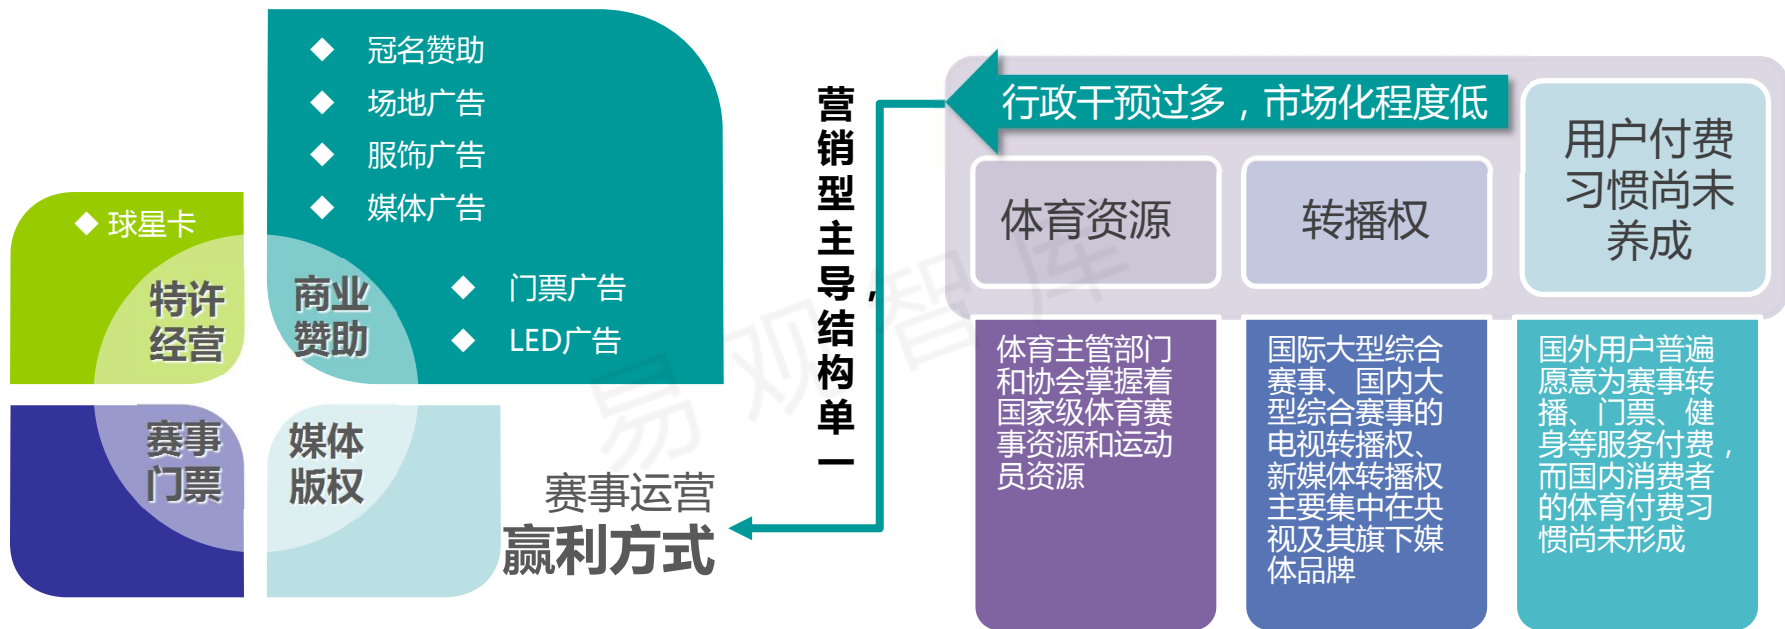 冠名赞助
场地广告
服饰广告
媒体广告
门票广告
LED广告
球星卡
特许
经营
商业
赞助
赛事
门票
媒体
版权
赛事运营
赢利方式
营销型主导，结构单一
行政干预过多，市场化程度低
体育资源
转播权
用户付费
习惯尚未
养成
体育主管部门
和协会掌握着
国家级体育赛
事资源和运动
员资源
国际大型综合
赛事、国内大
型综合赛事的
电视转播权、
新媒体转播权
主要集中在央
视及其旗下媒
体品牌
国外用户普遍
愿意为赛事转
播、门票、健
身等服务付费，
而国内消费者
的体育付费习
惯尚未形成
易观智库